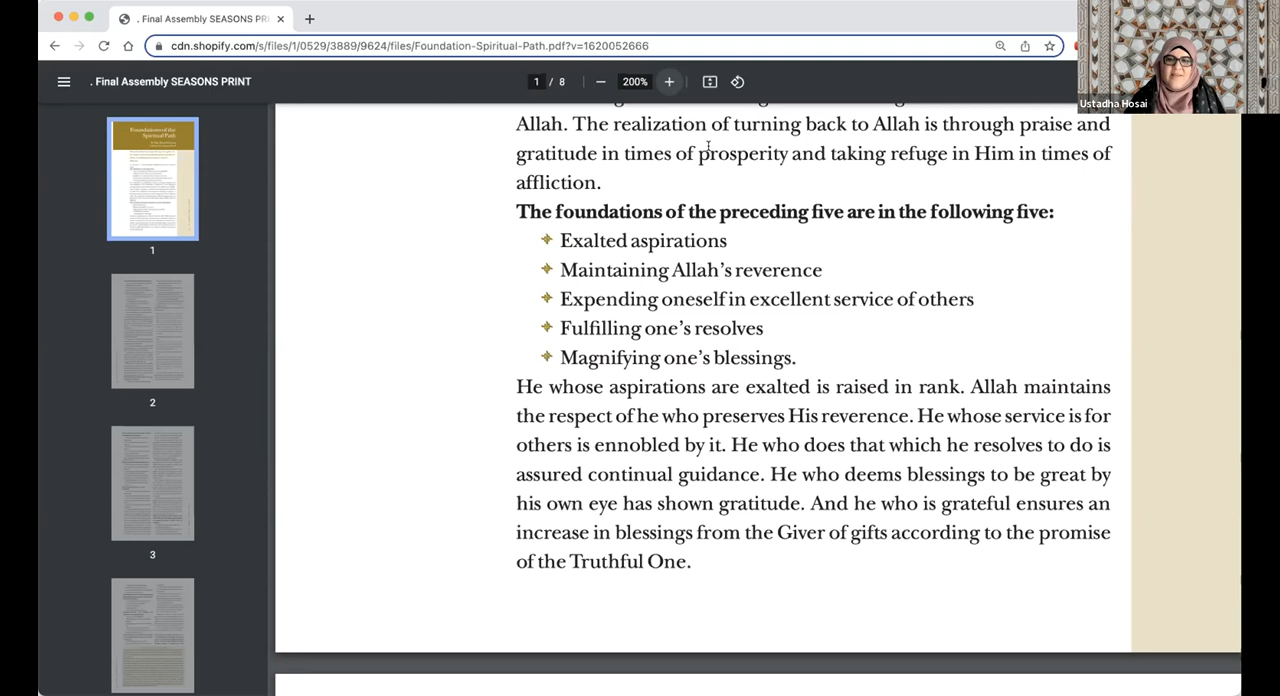 . Final Assembly SEASONS PRI
cdn.shopify.com/s/files/1/0529/3889/9624/files/Foundation-Spiritual-Path.pdf?v=1620052666
Ustadha Hosai
. Final Assembly SEASONS PRINT
1 / 8
200%
Foundations of the
Spiritual Path
1
2
3
Allah. The realization of turning back to Allah is through praise and
gratitude in times of prosperity and taking refuge in Him in times of
affliction.
The foundations of the preceding five are in the following five:
Exalted aspirations
Maintaining Allah's reverence
Expending oneself in excellent service of others
Fulfilling one's resolves
Magnifying one's blessings.
He whose aspirations are exalted is raised in rank. Allah maintains
the respect of he who preserves His reverence. He whose service is for
others is ennobled by it. He who does that which he resolves to do is
assured continual guidance. He who deems blessings to be great by
his own eye has shown gratitude. And he who is grateful ensures an
increase in blessings from the Giver of gifts according to the promise
of the Truthful One.